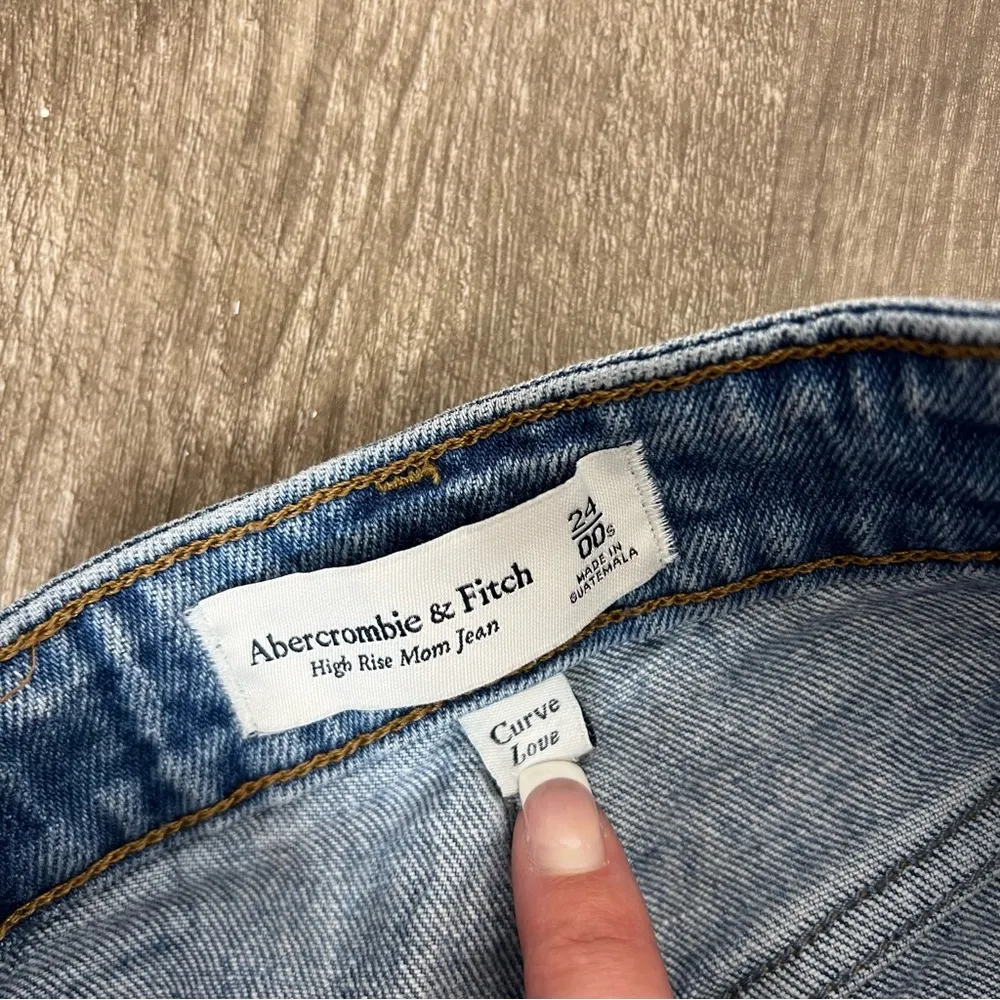 Abercrombie & Fitch
High Rise Mom Jean
24
00s
MADE IN
GUATEMALA
Curve
Love